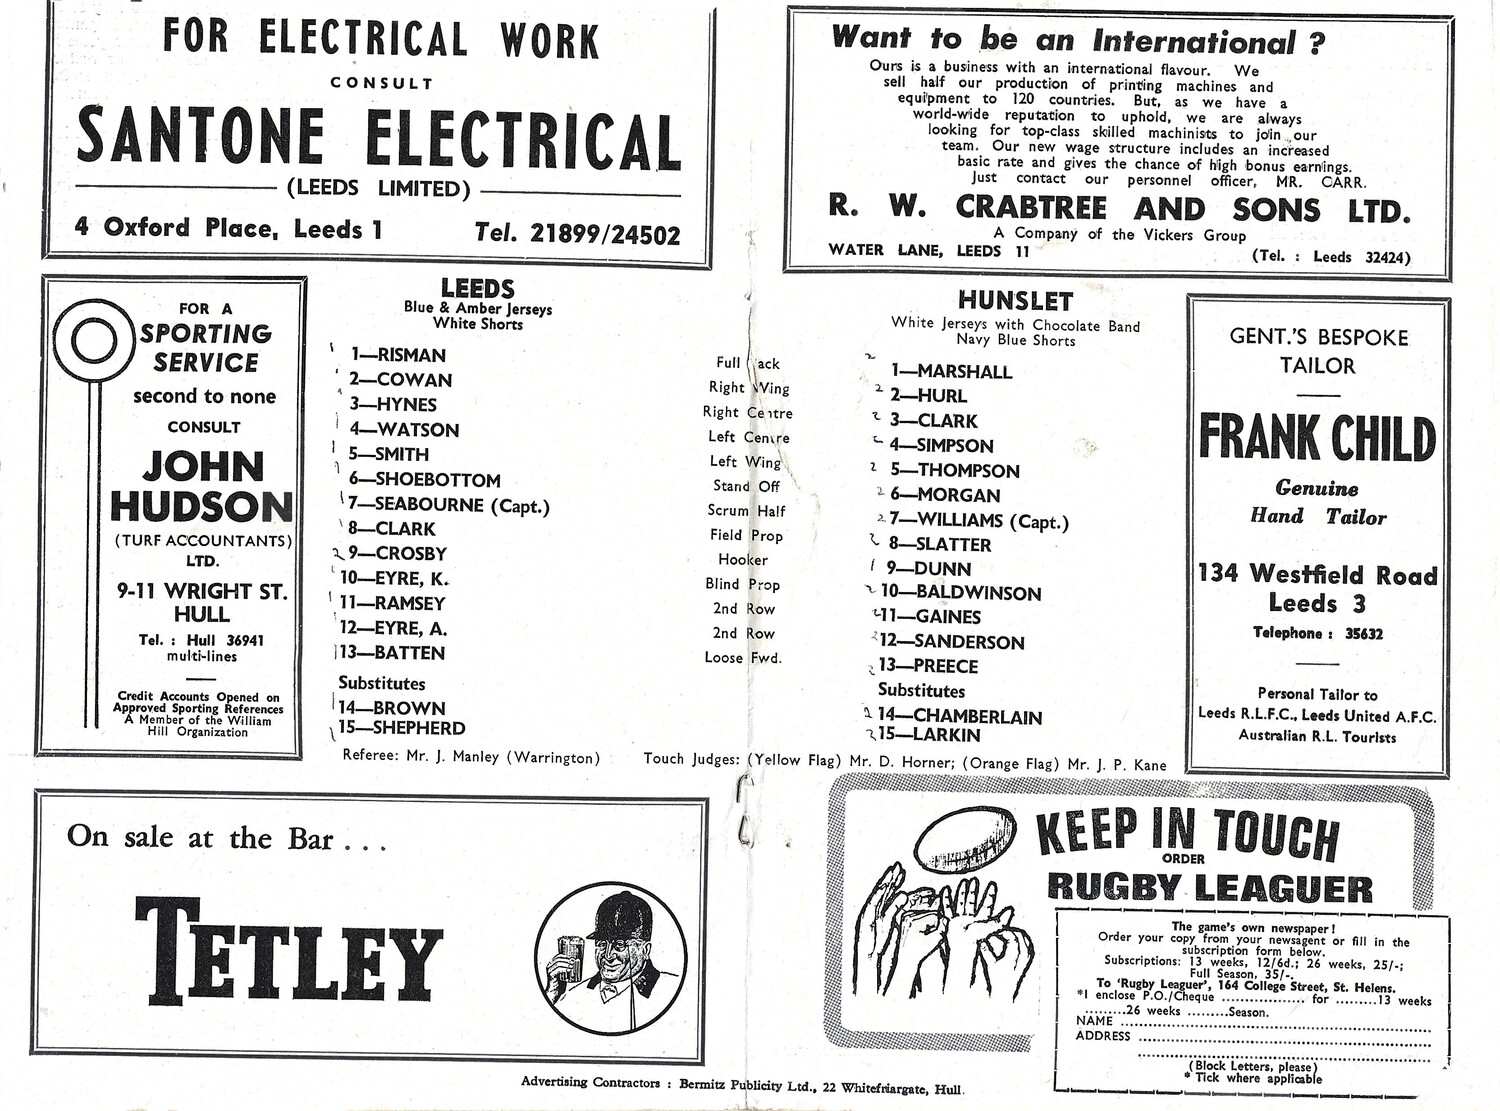 FOR ELECTRICAL WORK
CONSULT
SANTONE ELECTRICAL
(LEEDS LIMITED)
4 Oxford Place, Leeds 1 Tel. 21899/24502
Want to be an International ?
Ours is a business with an international flavour. We
sell half our production of printing machines and
equipment to 120 countries. But, as we have a
world-wide reputation to uphold, we are always
looking for top-class skilled machinists to join our
team. Our new wage structure includes an increased
basic rate and gives the chance of high bonus earnings.
Just contact our personnel officer, MR. CARR.
R. W. CRABTREE AND SONS LTD.
A Company of the Vickers Group
WATER LANE, LEEDS 11 (Tel. : Leeds 32424)
FOR A
SPORTING
SERVICE
second to none
CONSULT
JOHN
HUDSON
(TURF ACCOUNTANTS)
LTD.
9-11 WRIGHT ST.
HULL
Tel. : Hull 36941
multi-lines
Credit Accounts Opened on
Approved Sporting References
A Member of the William
Hill Organization
LEEDS
Blue & Amber Jerseys
White Shorts
1—RISMAN
2—COWAN
3—HYNES
4—WATSON
5—SMITH
6—SHOEBOTTOM
7—SEABOURNE (Capt.)
8—CLARK
9—CROSBY
10—EYRE, K.
11—RAMSEY
12—EYRE, A.
13—BATTEN
Substitutes
14—BROWN
15—SHEPHERD
Full ack
Right Wing
Right Centre
Left Centre
Left Wing
Stand Off
Scrum Half
Field Prop
Hooker
Blind Prop
2nd Row
2nd Row
Loose Fwd.
HUNSLET
White Jerseys with Chocolate Band
Navy Blue Shorts
1—MARSHALL
2—HURL
3—CLARK
4—SIMPSON
5—THOMPSON
6—MORGAN
7—WILLIAMS (Capt.)
8—SLATTER
9—DUNN
10—BALDWINSON
11—GAINES
12—SANDERSON
13—PREECE
Substitutes
14—CHAMBERLAIN
15—LARKIN
Referee: Mr. J. Manley (Warrington) Touch Judges: (Yellow Flag) Mr. D. Horner; (Orange Flag) Mr. J. P. Kane
GENT.'S BESPOKE
TAILOR
FRANK CHILD
Genuine
Hand Tailor
134 Westfield Road
Leeds 3
Telephone : 35632
Personal Tailor to
Leeds R.L.F.C., Leeds United A.F.C.
Australian R.L. Tourists
On sale at the Bar . . .
TETLEY
KEEP IN TOUCH
ORDER
RUGBY LEAGUER
The game's own newspaper !
Order your copy from your newsagent or fill in the
subscription form below.
Subscriptions: 13 weeks, 12/6d.; 26 weeks, 25/-;
Full Season, 35/-.
To 'Rugby Leaguer', 164 College Street, St. Helens.
*I enclose P.O./Cheque .................. for .........13 weeks
.........26 weeks .........Season.
NAME ..................................................
ADDRESS ..................................................
..................................................
(Block Letters, please)
* Tick where applicable
Advertising Contractors : Bermitz Publicity Ltd., 22 Whitefriargate, Hull.